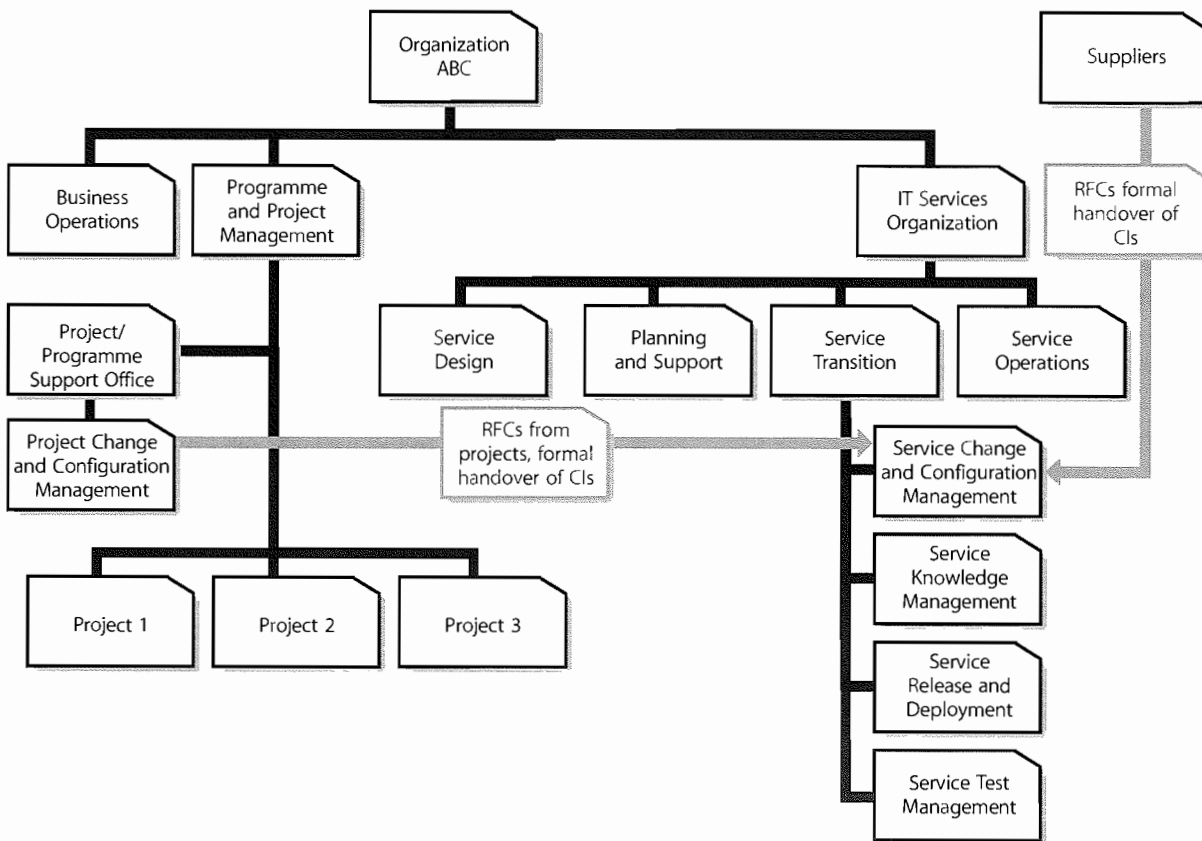 Organization
ABC
Suppliers
Business
Operations
Programme
and Project
Management
IT Services
Organization
RFCs formal
handover of
CIs
Project/
Programme
Support Office
Service
Design
Planning
and Support
Service
Transition
Service
Operations
Project Change
and Configuration
Management
RFCs from
projects, formal
handover of CIs
Service Change
and Configuration
Management
Service
Knowledge
Management
Project 1
Project 2
Project 3
Service
Release and
Deployment
Service Test
Management